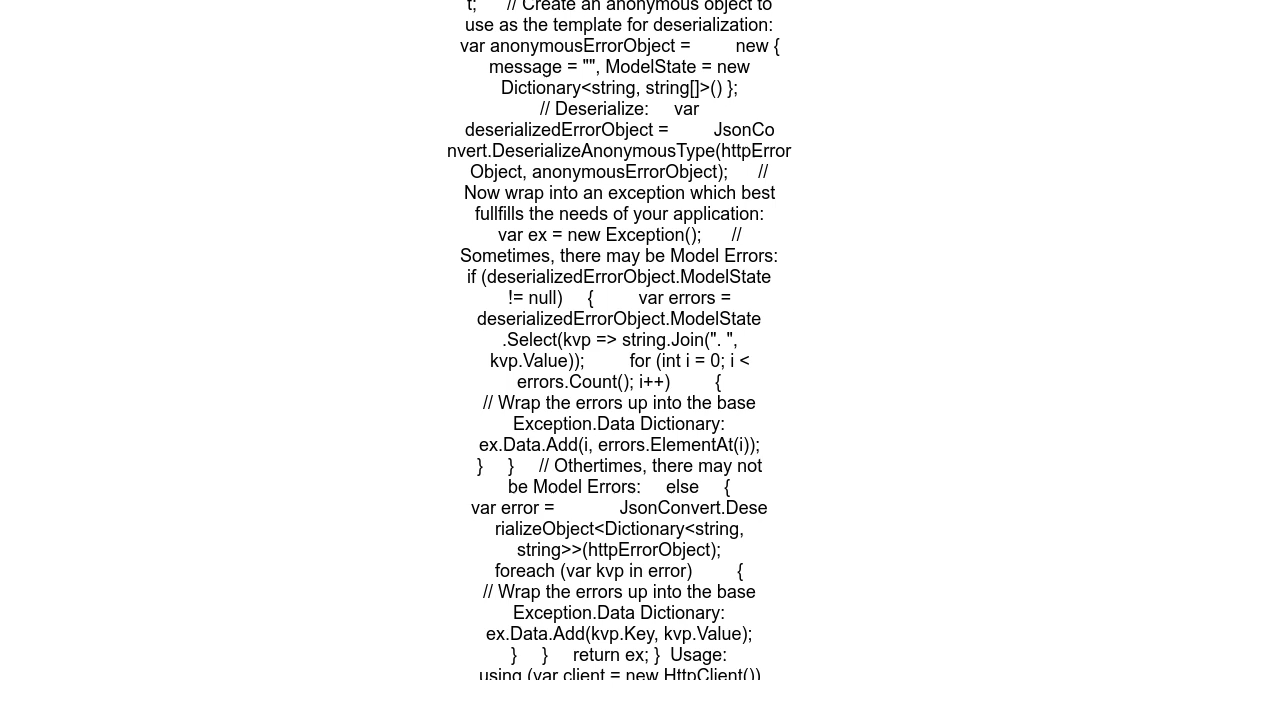 t;      // Create an anonymous object to
use as the template for deserialization:
var anonymousErrorObject =         new {
message = "", ModelState = new
Dictionary<string, string[]>() };
// Deserialize:     var
deserializedErrorObject =         JsonCo
nvert.DeserializeAnonymousType(httpError
Object, anonymousErrorObject);      //
Now wrap into an exception which best
fullfills the needs of your application:
var ex = new Exception();      //
Sometimes, there may be Model Errors:
if (deserializedErrorObject.ModelState
!= null)     {         var errors =
deserializedErrorObject.ModelState
.Select(kvp => string.Join(". ",
kvp.Value));         for (int i = 0; i <
errors.Count(); i++)         {
// Wrap the errors up into the base
Exception.Data Dictionary:
ex.Data.Add(i, errors.ElementAt(i));
}     }     // Othertimes, there may not
be Model Errors:     else     {
var error =             JsonConvert.Dese
rializeObject<Dictionary<string,
string>>(httpErrorObject);
foreach (var kvp in error)         {
// Wrap the errors up into the base
Exception.Data Dictionary:
ex.Data.Add(kvp.Key, kvp.Value);
}     }     return ex; }  Usage:
using (var client = new HttpClient())